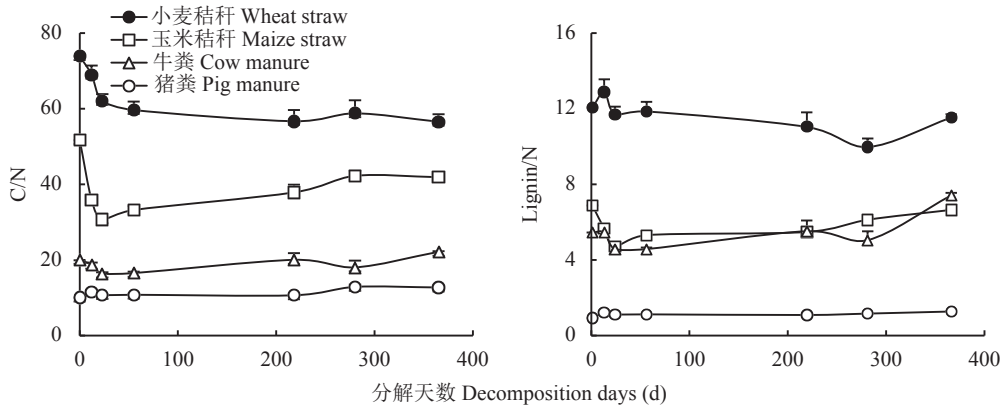 小麦秸秆 Wheat straw
玉米秸秆 Maize straw
牛粪 Cow manure
猪粪 Pig manure
C/N
80
60
40
20
0
0 100 200 300 400
Lignin/N
16
12
8
4
0
0 100 200 300 400
分解天数 Decomposition days (d)